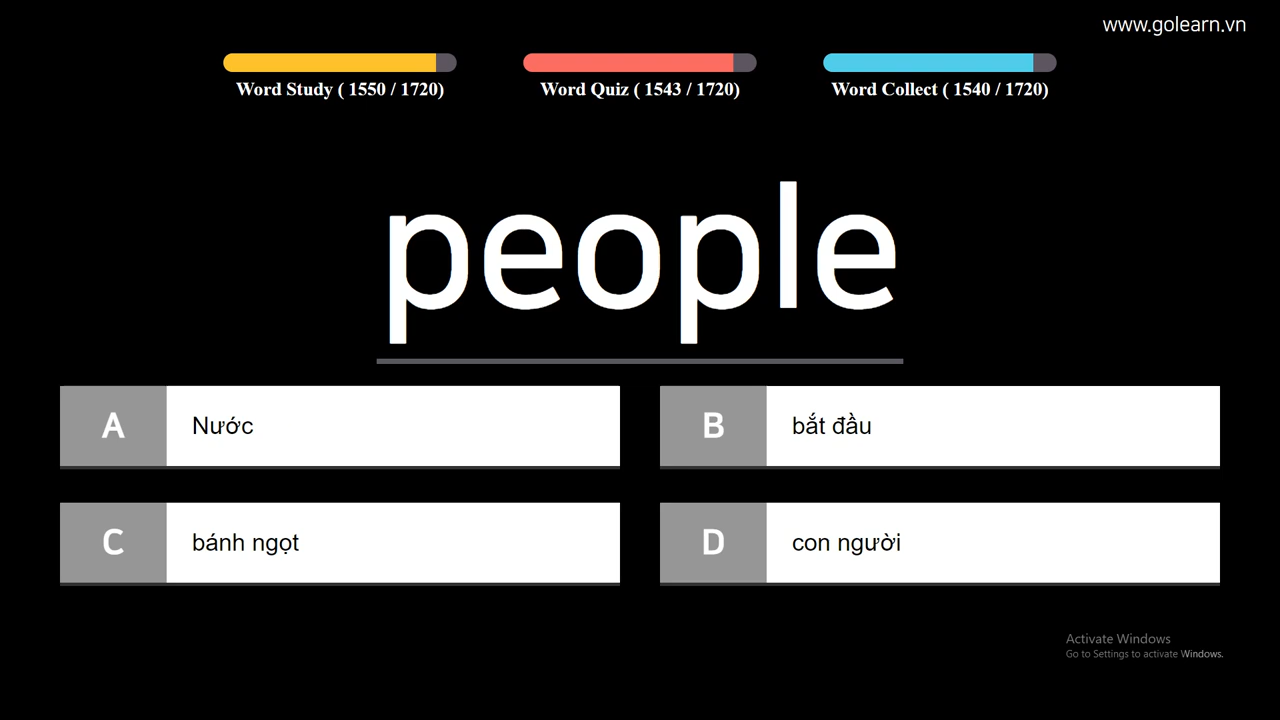 www.golearn.vn
Word Study ( 1550 / 1720)
Word Quiz ( 1543 / 1720)
Word Collect ( 1540 / 1720)
people
A Nước
B bắt đầu
C bánh ngọt
D con người
Activate Windows
Go to Settings to activate Windows.